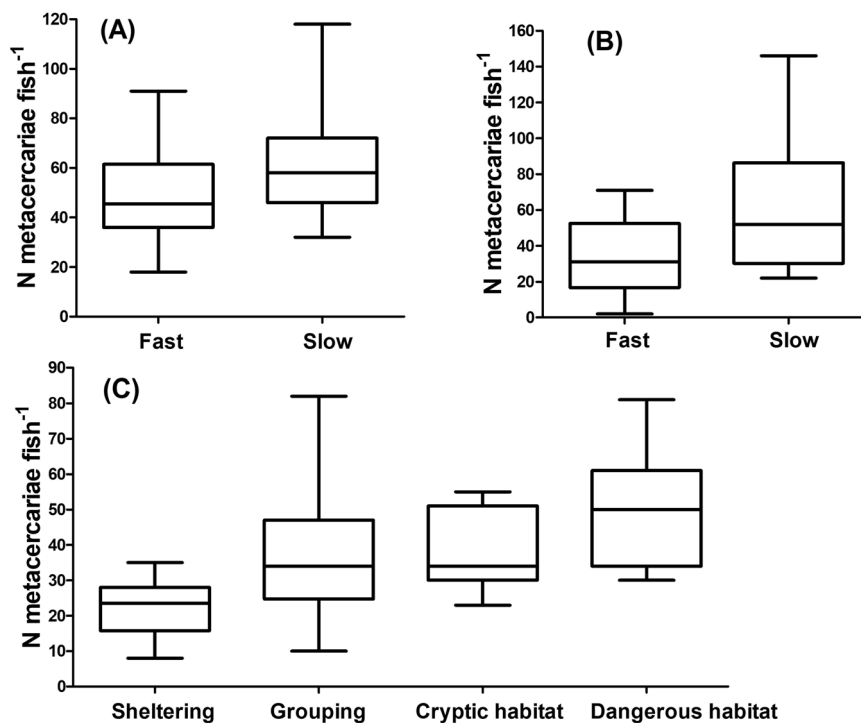 (A)
N metacercariae fish⁻¹
120
100
80
60
40
20
0
Fast Slow
(B)
N metacercariae fish⁻¹
160
140
120
100
80
60
40
20
0
Fast Slow
(C)
N metacercariae fish⁻¹
90
80
70
60
50
40
30
20
10
0
Sheltering Grouping Cryptic habitat Dangerous habitat